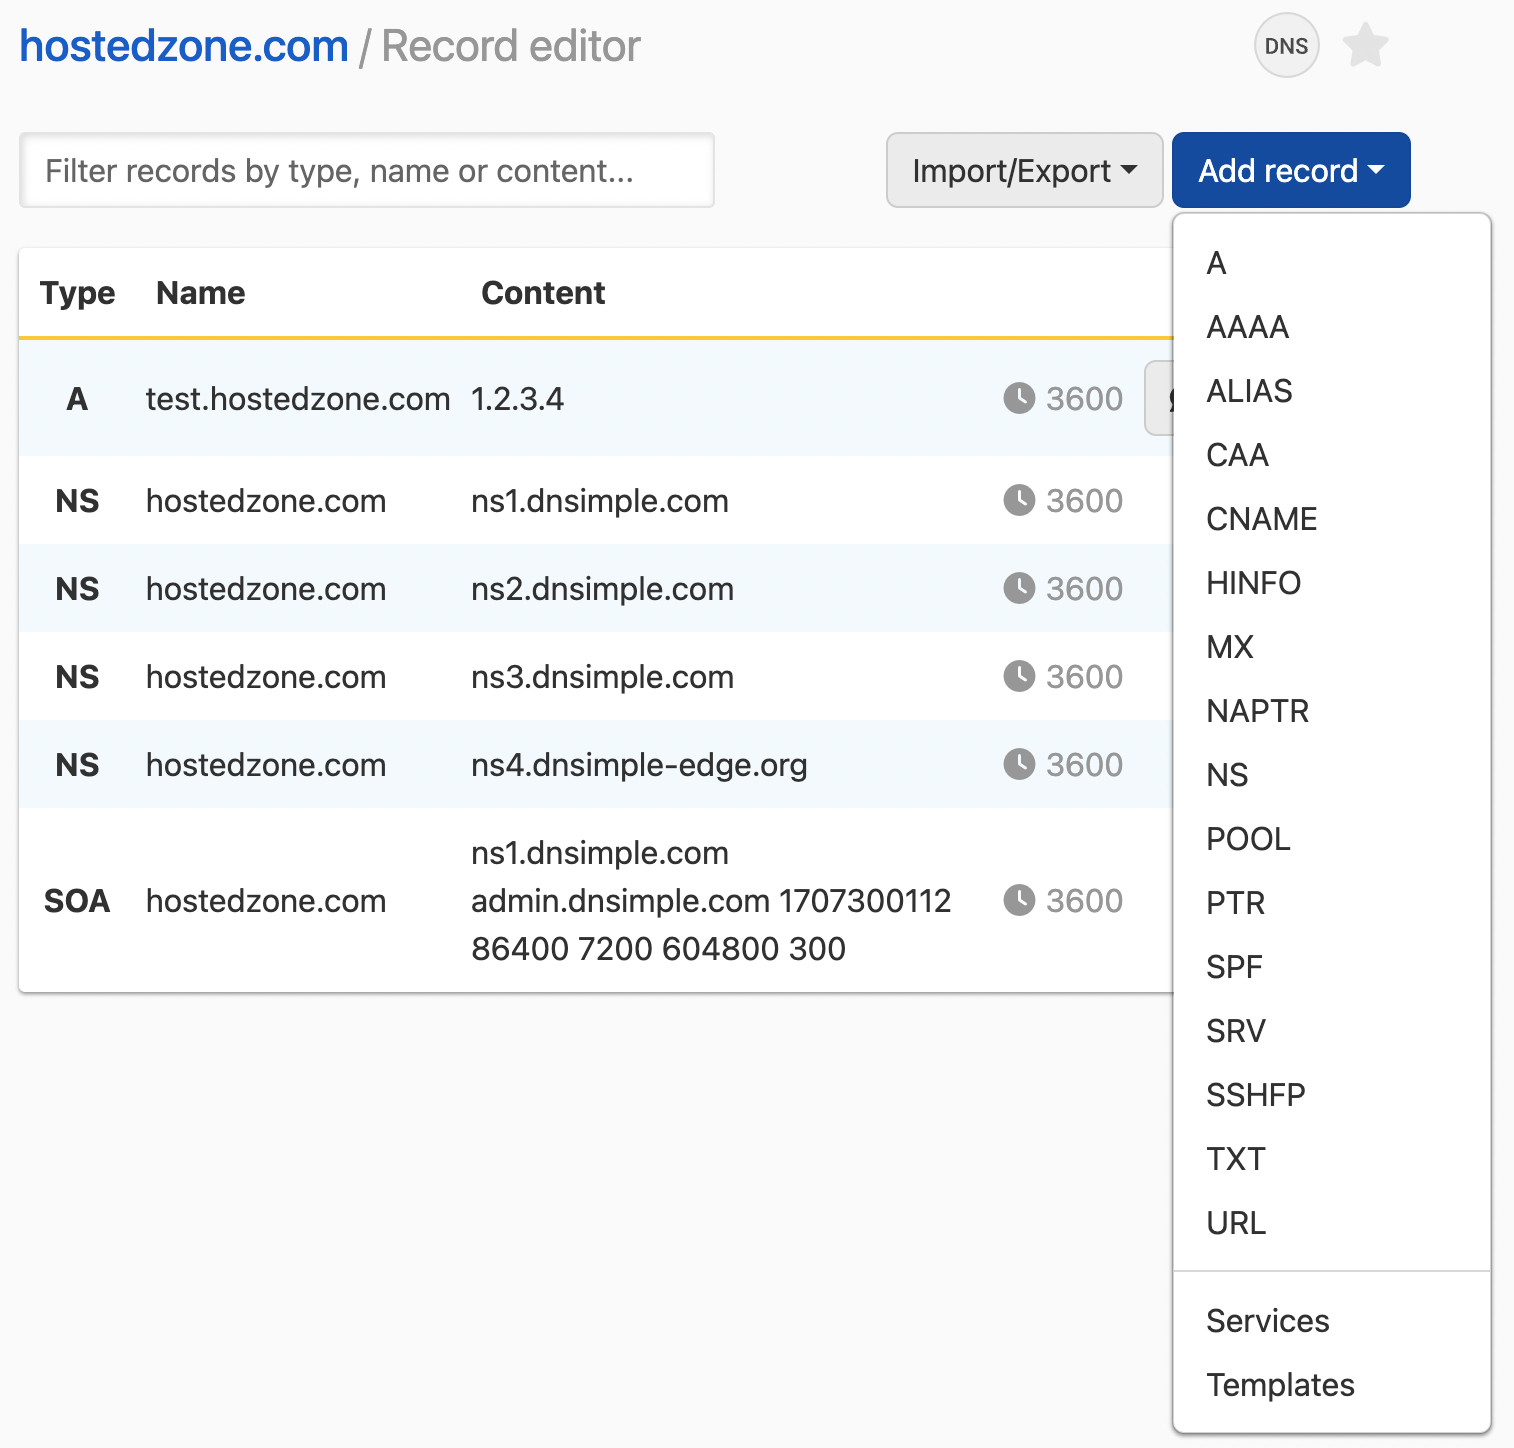 hostedzone.com / Record editor
DNS
Filter records by type, name or content...
Import/Export
Add record
Type Name Content
A test.hostedzone.com 1.2.3.4 3600
NS hostedzone.com ns1.dnsimple.com 3600
NS hostedzone.com ns2.dnsimple.com 3600
NS hostedzone.com ns3.dnsimple.com 3600
NS hostedzone.com ns4.dnsimple-edge.org 3600
SOA hostedzone.com ns1.dnsimple.com
admin.dnsimple.com 1707300112
86400 7200 604800 300
3600
A
AAAA
ALIAS
CAA
CNAME
HINFO
MX
NAPTR
NS
POOL
PTR
SPF
SRV
SSHFP
TXT
URL
Services
Templates